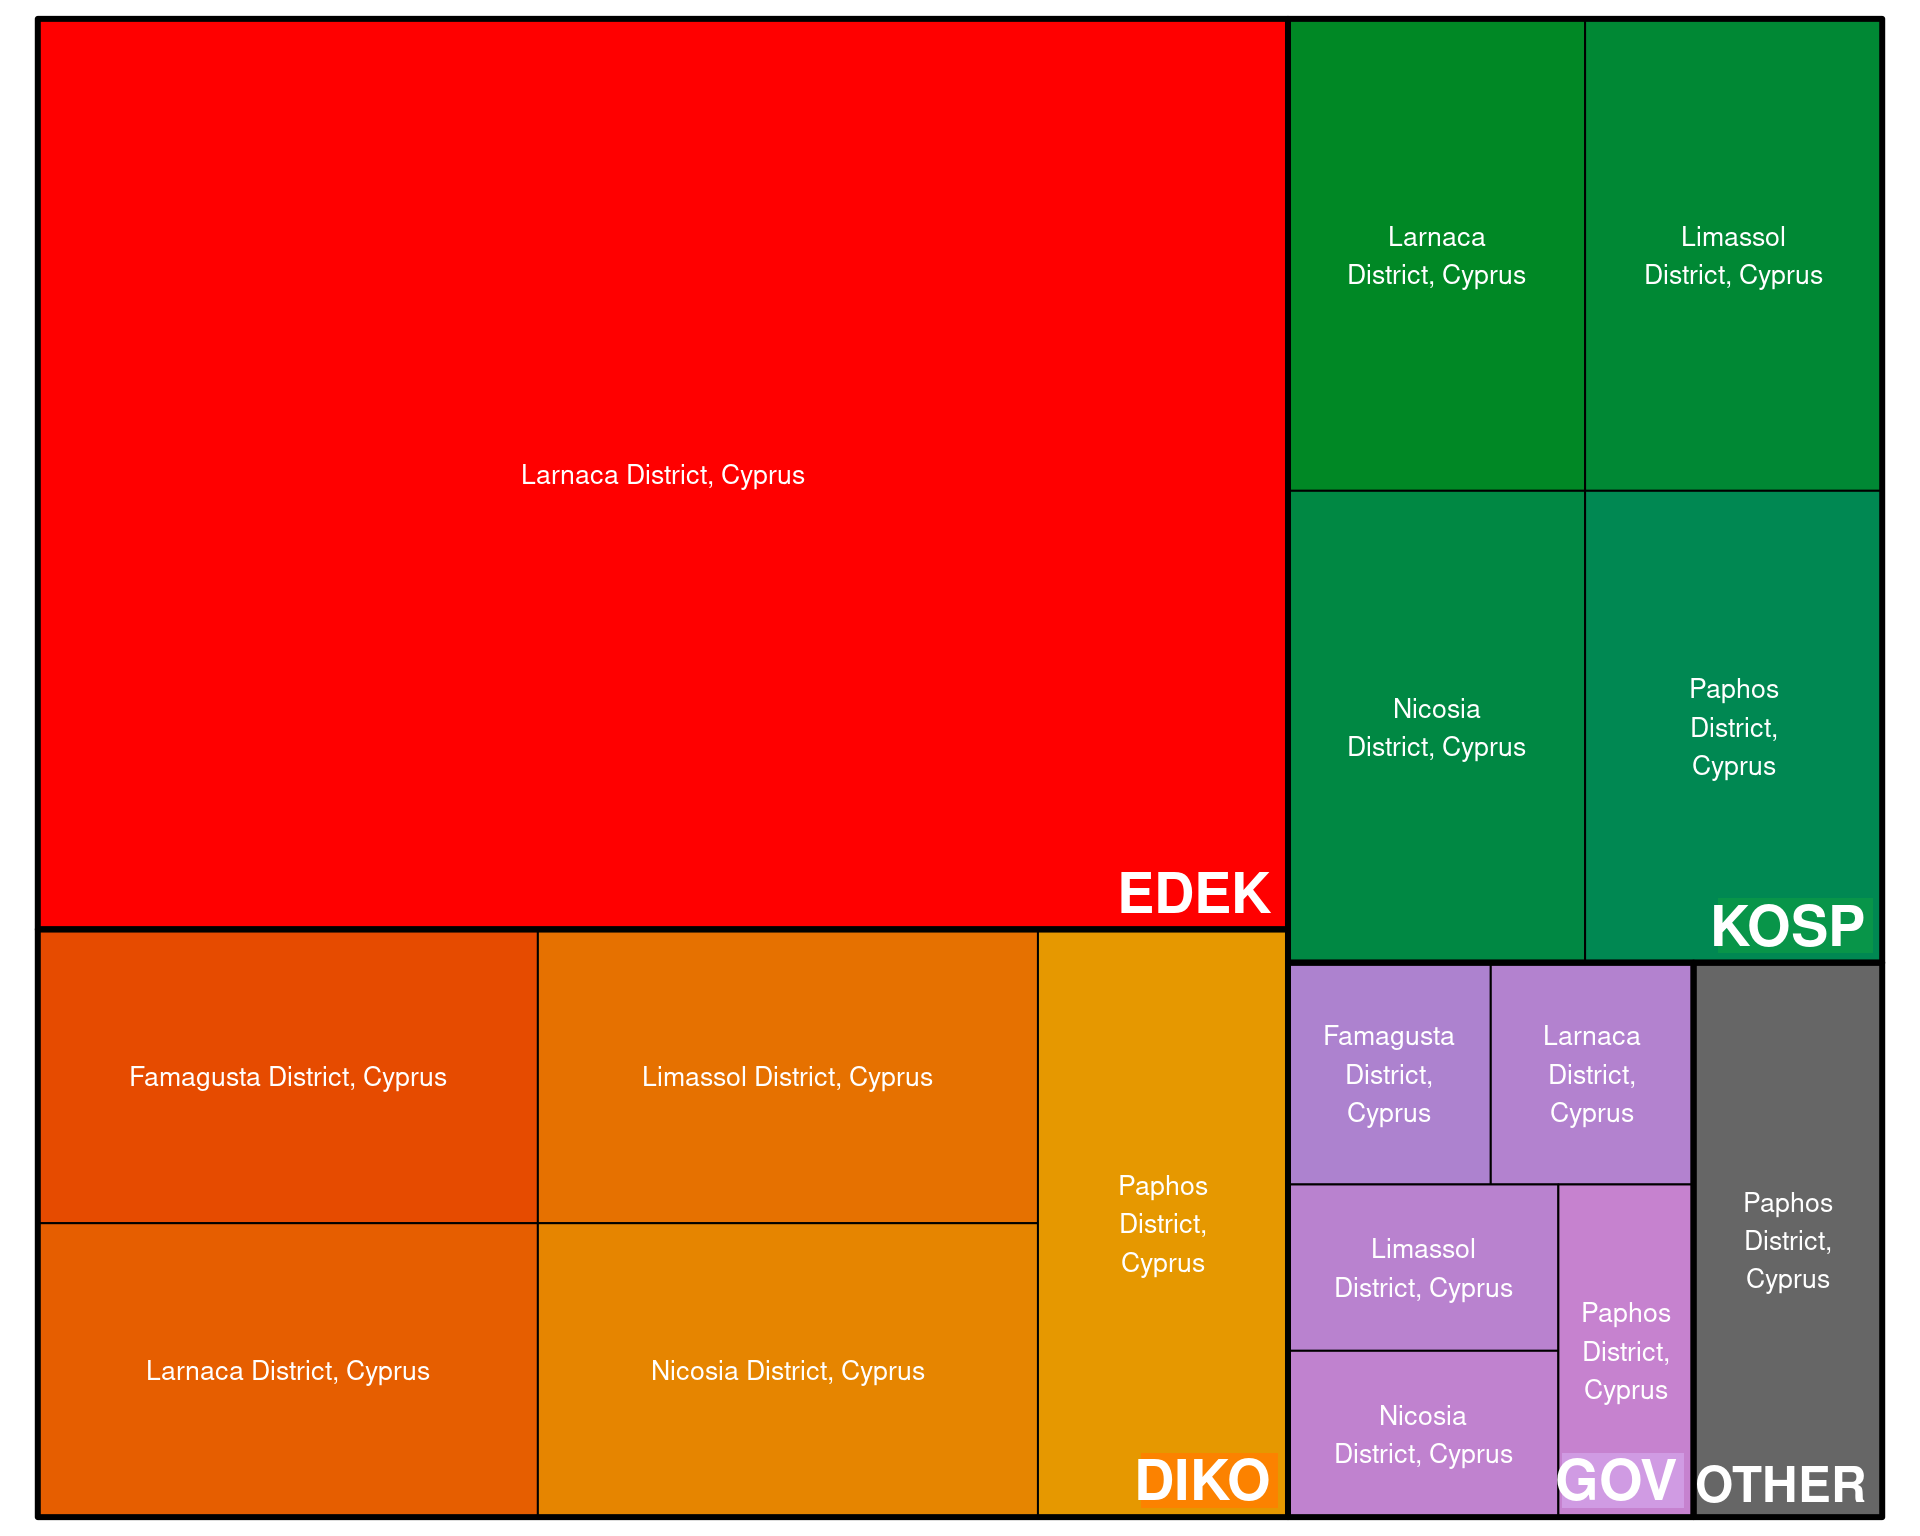 Larnaca District, Cyprus
EDEK
Larnaca
District, Cyprus
Limassol
District, Cyprus
Nicosia
District, Cyprus
Paphos
District,
Cyprus
KOSP
Famagusta District, Cyprus
Limassol District, Cyprus
Larnaca District, Cyprus
Nicosia District, Cyprus
Paphos
District,
Cyprus
DIKO
Famagusta
District,
Cyprus
Larnaca
District,
Cyprus
Limassol
District, Cyprus
Nicosia
District, Cyprus
Paphos
District,
Cyprus
GOV
Paphos
District,
Cyprus
OTHER